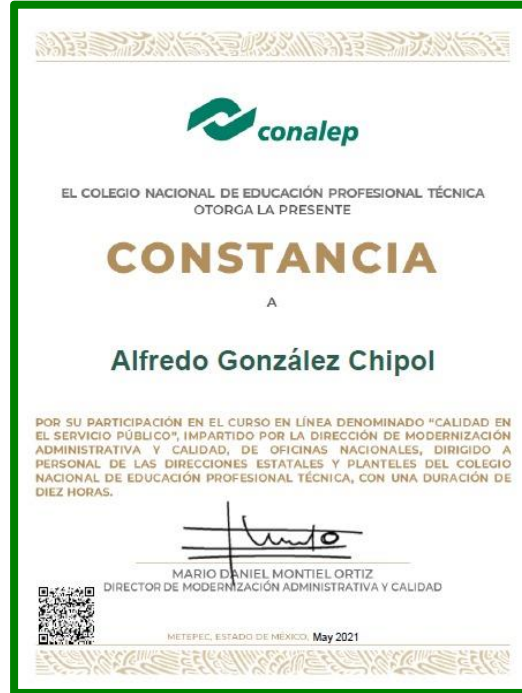 conalep
EL COLEGIO NACIONAL DE EDUCACIÓN PROFESIONAL TÉCNICA
OTORGA LA PRESENTE
CONSTANCIA
A
Alfredo González Chipol
POR SU PARTICIPACIÓN EN EL CURSO EN LÍNEA DENOMINADO “CALIDAD EN
EL SERVICIO PÚBLICO”, IMPARTIDO POR LA DIRECCIÓN DE MODERNIZACIÓN
ADMINISTRATIVA Y CALIDAD, DE OFICINAS NACIONALES, DIRIGIDO A
PERSONAL DE LAS DIRECCIONES ESTATALES Y PLANTELES DEL COLEGIO
NACIONAL DE EDUCACIÓN PROFESIONAL TÉCNICA, CON UNA DURACIÓN DE
DIEZ HORAS.
MARIO DANIEL MONTIEL ORTIZ
DIRECTOR DE MODERNIZACIÓN ADMINISTRATIVA Y CALIDAD
METEPEC, ESTADO DE MÉXICO, May 2021